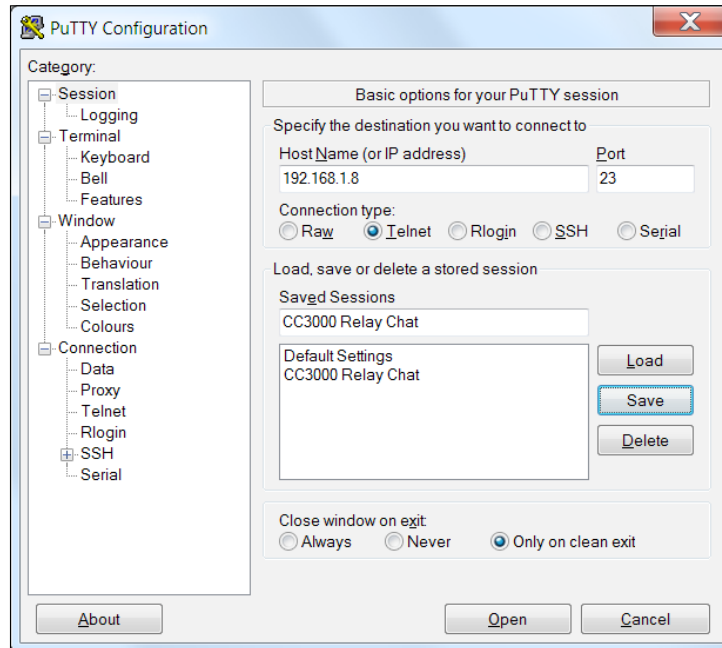 PuTTY Configuration
Category:
Session
Logging
Terminal
Keyboard
Bell
Features
Window
Appearance
Behaviour
Translation
Selection
Colours
Connection
Data
Proxy
Telnet
Rlogin
SSH
Serial
Basic options for your PuTTY session
Specify the destination you want to connect to
Host Name (or IP address) Port
192.168.1.8 23
Connection type:
Raw Telnet Rlogin SSH Serial
Load, save or delete a stored session
Saved Sessions
CC3000 Relay Chat
Default Settings
CC3000 Relay Chat
Load
Save
Delete
Close window on exit:
Always Never Only on clean exit
About Open Cancel